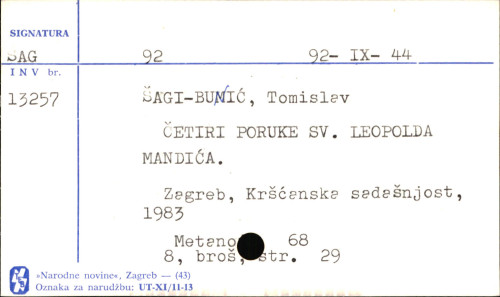 SIGNATURA
ŠAG 92 92- IX- 44
INV br.
13257
ŠAGI-BUNIĆ, Tomislav
ČETIRI PORUKE SV. LEOPOLDA
MANDIĆA.
Zagreb, Kršćanska sadašnjost,
1983
68
8, broš, str. 29
»Narodne novine«, Zagreb — (43)
Oznaka za narudžbu: UT-XI/11-13